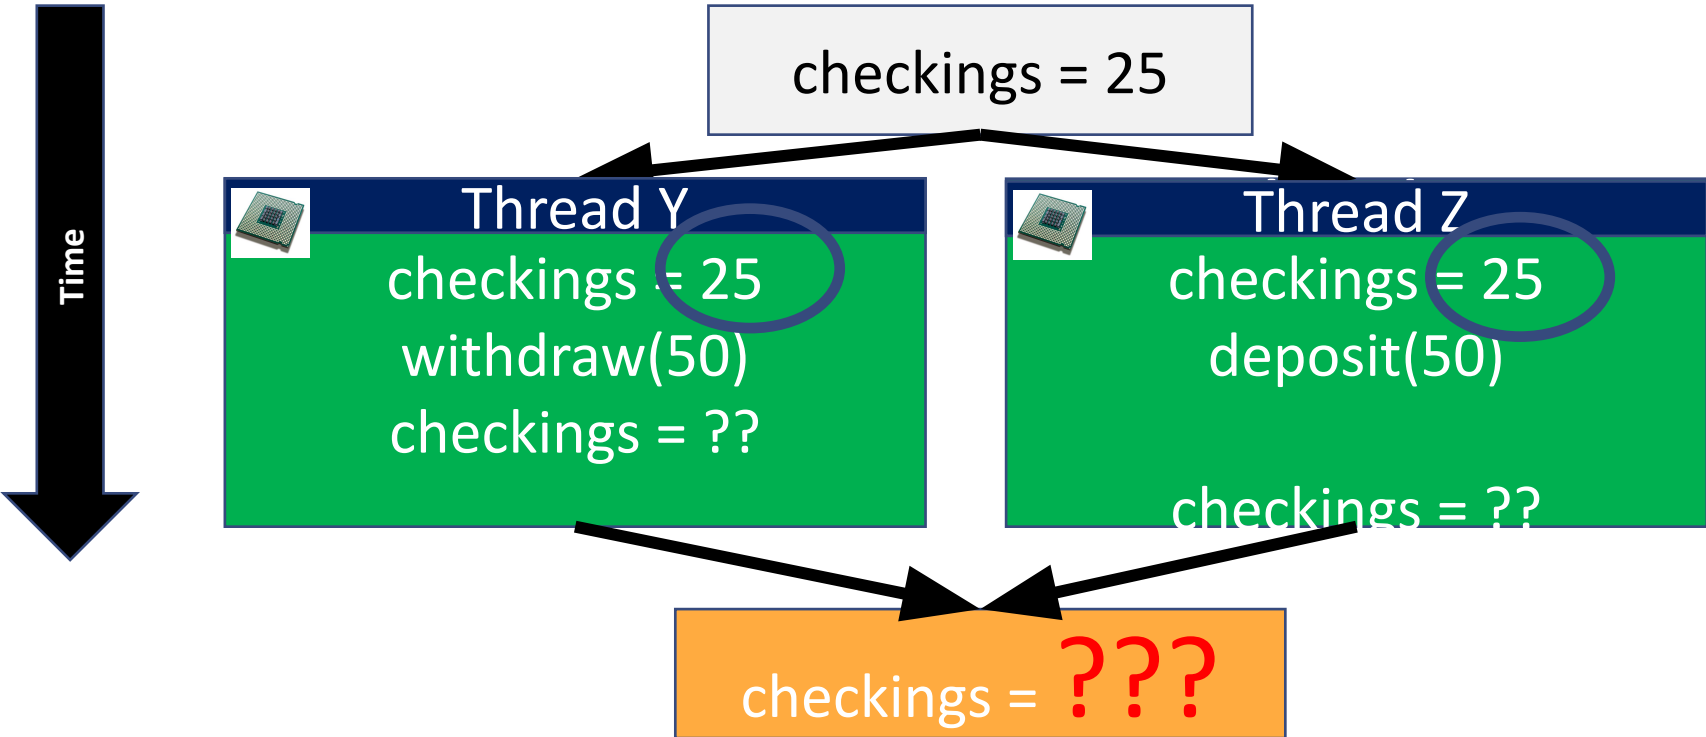 checkings = 25
Time
Thread Y
checkings = 25
withdraw(50)
checkings = ??
Thread Z
checkings = 25
deposit(50)
checkings = ??
checkings = ???